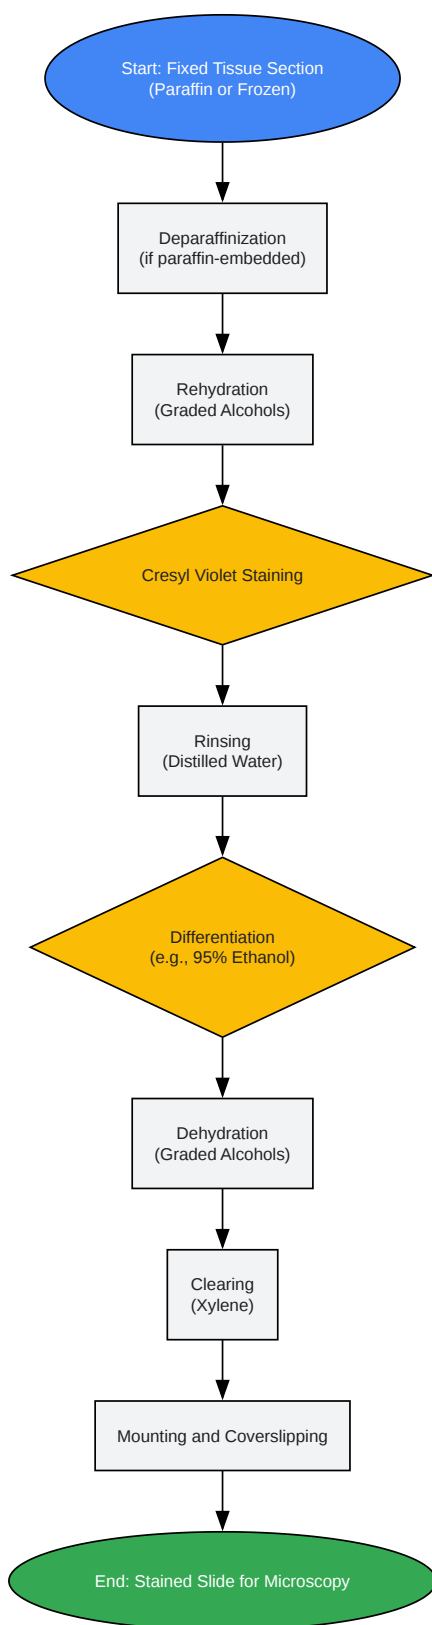 Start: Fixed Tissue Section
(Paraffin or Frozen)
Deparaffinization
(if paraffin-embedded)
Rehydration
(Graded Alcohols)
Cresyl Violet Staining
Rinsing
(Distilled Water)
Differentiation
(e.g., 95% Ethanol)
Dehydration
(Graded Alcohols)
Clearing
(Xylene)
Mounting and Coverslipping
End: Stained Slide for Microscopy